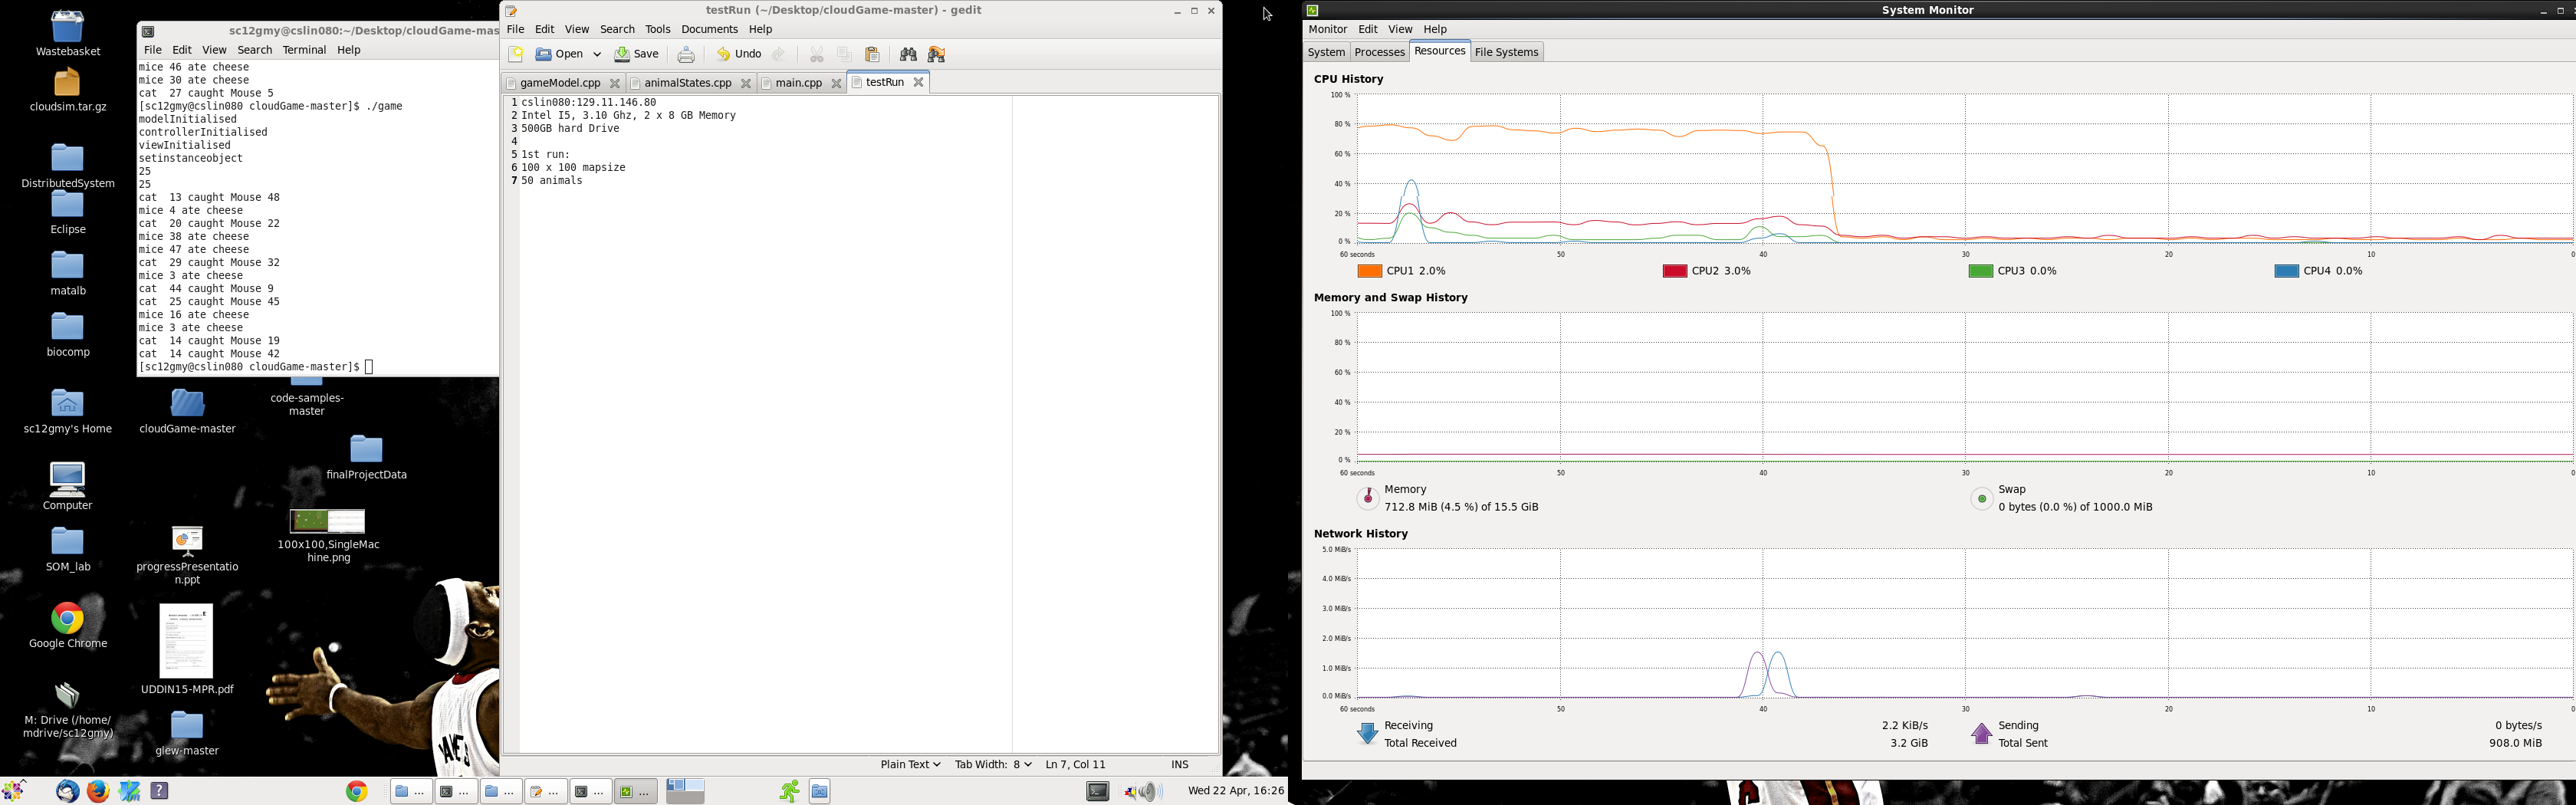 Wastebasket
cloudsim.tar.gz
DistributedSystem
Eclipse
matalb
biocomp
sc12gmy's Home
cloudGame-master
code-samples-
master
finalProjectData
Computer
100x100,SingleMac
hine.png
SOM_lab
progressPresentatio
n.ppt
Google Chrome
UDDIN15-MPR.pdf
M: Drive (/home/
mdrive/sc12gmy)
glew-master
sc12gmy@cslin080:~/Desktop/cloudGame-mas
File Edit View Search Terminal Help
mice 46 ate cheese
mice 30 ate cheese
cat  27 caught Mouse 5
[sc12gmy@cslin080 cloudGame-master]$ ./game
modelInitialised
controllerInitialised
viewInitialised
setinstanceobject
25
25
cat  13 caught Mouse 48
mice 4 ate cheese
cat  20 caught Mouse 22
mice 38 ate cheese
mice 47 ate cheese
cat  29 caught Mouse 32
mice 3 ate cheese
cat  44 caught Mouse 9
cat  25 caught Mouse 45
mice 16 ate cheese
mice 3 ate cheese
cat  14 caught Mouse 19
cat  14 caught Mouse 42
[sc12gmy@cslin080 cloudGame-master]$
testRun (~/Desktop/cloudGame-master) - gedit
File Edit View Search Tools Documents Help
Open Save Undo
gameModel.cpp animalStates.cpp main.cpp testRun
1 cslin080:129.11.146.80
2 Intel I5, 3.10 Ghz, 2 x 8 GB Memory
3 500GB hard Drive
4
5 1st run:
6 100 x 100 mapsize
7 50 animals
Plain Text Tab Width: 8 Ln 7, Col 11 INS
System Monitor
Monitor Edit View Help
System Processes Resources File Systems
CPU History
100 %
80 %
60 %
40 %
20 %
0 %
60 seconds 50 40 30 20 10 0
CPU1 2.0% CPU2 3.0% CPU3 0.0% CPU4 0.0%
Memory and Swap History
100 %
80 %
60 %
40 %
20 %
0 %
60 seconds 50 40 30 20 10 0
Memory Swap
712.8 MiB (4.5 %) of 15.5 GiB 0 bytes (0.0 %) of 1000.0 MiB
Network History
5.0 MiB/s
4.0 MiB/s
3.0 MiB/s
2.0 MiB/s
1.0 MiB/s
0.0 MiB/s
60 seconds 50 40 30 20 10 0
Receiving 2.2 KiB/s Sending 0 bytes/s
Total Received 3.2 GiB Total Sent 908.0 MiB
... ... ... ... ... ...
Wed 22 Apr, 16:26